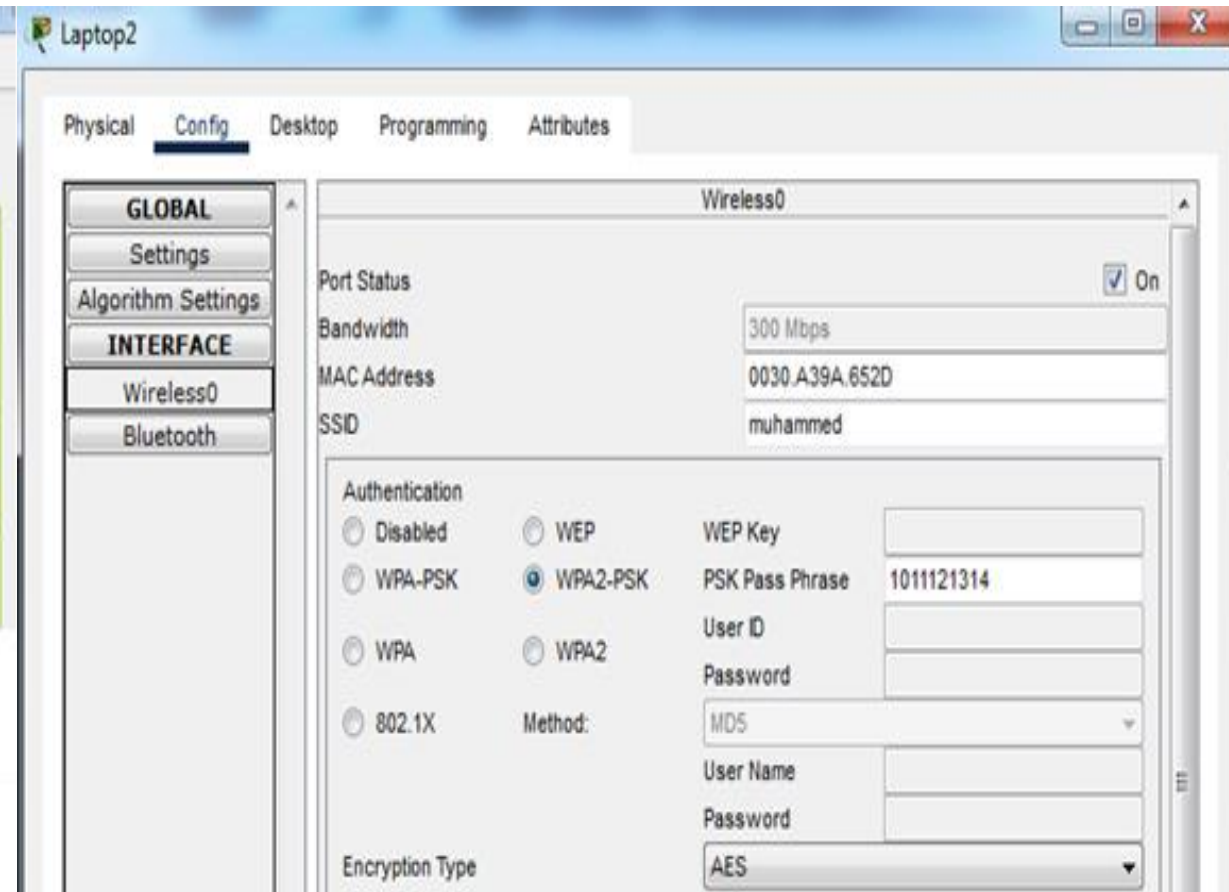 Laptop2
Physical Config Desktop Programming Attributes
GLOBAL
Settings
Algorithm Settings
INTERFACE
Wireless0
Bluetooth
Wireless0
Port Status On
Bandwidth 300 Mbps
MAC Address 0030.A39A.652D
SSID muhammed
Authentication
Disabled WEP WEP Key
WPA-PSK WPA2-PSK PSK Pass Phrase 1011121314
User ID
WPA WPA2
Password
802.1X Method: MD5
User Name
Password
Encryption Type AES